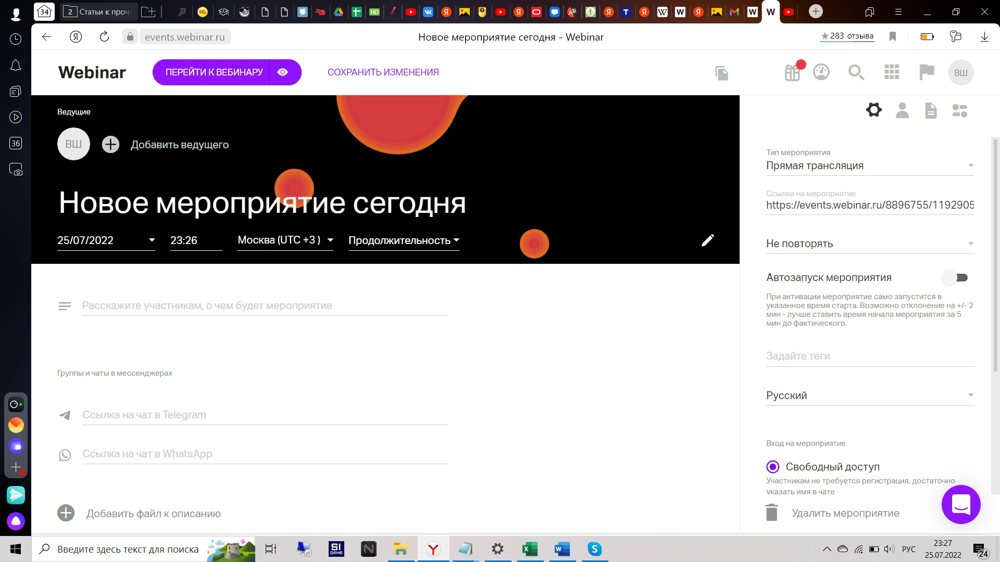 34
2 Статьи к проч
HD
T
W
W
W
W
events.webinar.ru
Новое мероприятие сегодня - Webinar
283 отзыва
Webinar
ПЕРЕЙТИ К ВЕБИНАРУ
СОХРАНИТЬ ИЗМЕНЕНИЯ
ВШ
36
Ведущие
ВШ
Добавить ведущего
Новое мероприятие сегодня
25/07/2022
23:26
Москва (UTC +3 )
Продолжительность
Расскажите участникам, о чем будет мероприятие
Группы и чаты в мессенджерах
Ссылка на чат в Telegram
Ссылка на чат в WhatsApp
Добавить файл к описанию
Тип мероприятия
Прямая трансляция
Ссылка на мероприятие
https://events.webinar.ru/8896755/1192905
Не повторять
Автозапуск мероприятия
При активации мероприятие само запустится в
указанное время старта. Возможно отклонение на +/- 2
мин - лучше ставить время начала мероприятия за 5
мин до фактического.
Задайте теги
Русский
Вход на мероприятие
Свободный доступ
Участникам не требуется регистрация, достаточно
указать имя в чате
Удалить мероприятие
Введите здесь текст для поиска
SI
GAME
РУС
23:27
25.07.2022
24